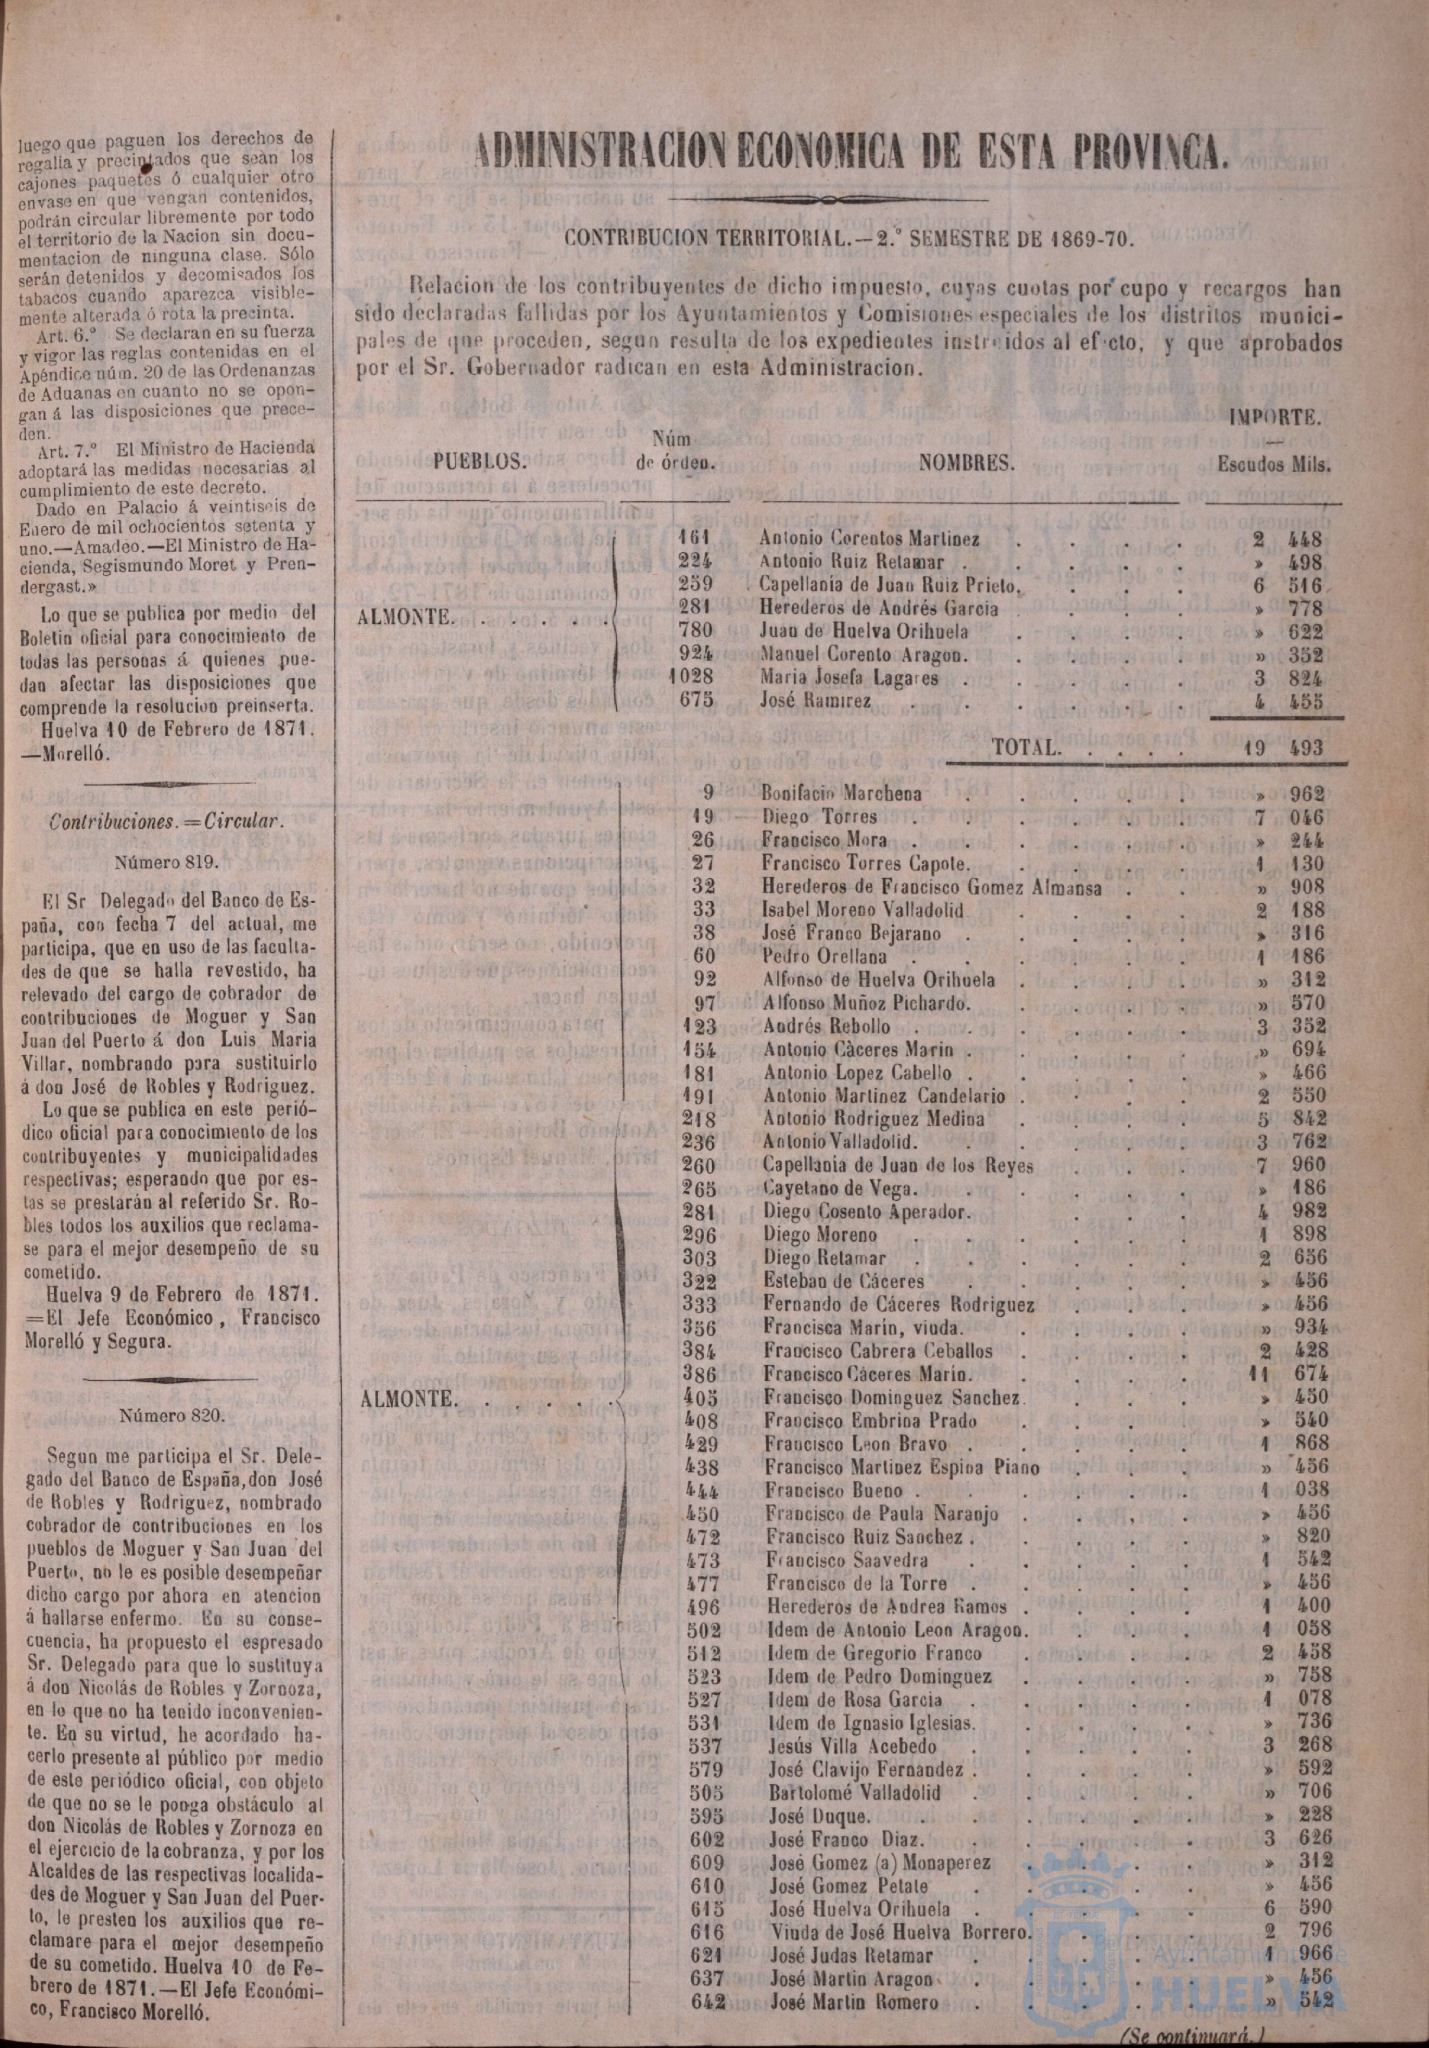 luego que paguen los derechos de
regalia y precintados que sean los
cajones paquetes ó cualquier otro
envase en que vengan contenidos,
podrán circular libremente por todo
el territorio de la Nacion sin docu-
mentacion de ninguna clase. Sólo
serán detenidos y decomisados los
tabacos cuando aparezca visible-
mente alterada ó rota la precinta.
Art. 6.º Se declaran en su fuerza
y vigor las reglas contenidas en el
Apéndice núm. 20 de las Ordenanzas
de Aduanas en cuanto no se opon-
gan á las disposiciones que prece-
den.
Art. 7.º El Ministro de Hacienda
adoptará las medidas necesarias al
cumplimiento de este decreto.
Dado en Palacio á veintiseis de
Enero de mil ochocientos setenta y
uno.—Amadeo.—El Ministro de Ha-
cienda, Segismundo Moret y Pren-
dergast.»
Lo que se publica por medio del
Boletin oficial para conocimiento de
todas las personas á quienes pue-
dan afectar las disposiciones que
comprende la resolucion preinserta.
Huelva 10 de Febrero de 1871.
—Morelló.
Contribuciones.=Circular.
Número 819.
El Sr Delegado del Banco de Es-
paña, con fecha 7 del actual, me
participa, que en uso de las faculta-
des de que se halla revestido, ha
relevado del cargo de cobrador de
contribuciones de Moguer y San
Juan del Puerto á don Luis Maria
Villar, nombrando para sustituirlo
á don José de Robles y Rodriguez.
Lo que se publica en este perió-
dico oficial para conocimiento de los
contribuyentes y municipalidades
respectivas; esperando que por es-
tas se prestarán al referido Sr. Ro-
bles todos los auxilios que reclama-
se para el mejor desempeño de su
cometido.
Huelva 9 de Febrero de 1871.
=El Jefe Económico, Francisco
Morelló y Segura.
Número 820.
Segun me participa el Sr. Dele-
gado del Banco de España, don José
de Robles y Rodriguez, nombrado
cobrador de contribuciones en los
pueblos de Moguer y San Juan del
Puerto, no le es posible desempeñar
dicho cargo por ahora en atencion
á hallarse enfermo. En su conse-
cuencia, ha propuesto el espresado
Sr. Delegado para que lo sustituya
á don Nicolás de Robles y Zornoza,
en lo que no ha tenido inconvenien-
te. En su virtud, he acordado ha-
cerlo presente al público por medio
de este periódico oficial, con objeto
de que no se le ponga obstáculo al
don Nicolás de Robles y Zornoza en
el ejercicio de la cobranza, y por los
Alcaldes de las respectivas localida-
des de Moguer y San Juan del Puer-
to, le presten los auxilios que re-
clamare para el mejor desempeño
de su cometido. Huelva 10 de Fe-
brero de 1871.—El Jefe Económi-
co, Francisco Morelló.
ADMINISTRACION ECONOMICA DE ESTA PROVINCA.
CONTRIBUCION TERRITORIAL.—2.º SEMESTRE DE 1869-70.
Relacion de los contribuyentes de dicho impuesto, cuyas cuotas por cupo y recargos han
sido declaradas fallidas por los Ayuntamientos y Comisiones especiales de los distritos munici-
pales de que proceden, segun resulta de los expedientes instruidos al efecto, y que aprobados
por el Sr. Gobernador radican en esta Administracion.
PUEBLOS. Núm de órden. NOMBRES. IMPORTE. Escudos Mils.
ALMONTE. . . . . .
161 Antonio Corentos Martinez . . . . 2 448
224 Antonio Ruiz Retamar . . . . . » 498
259 Capellanía de Juan Ruiz Prieto. . . . 6 516
281 Herederos de Andrés Garcia . . . . » 778
780 Juan de Huelva Orihuela . . . . » 622
924 Manuel Corento Aragon. . . . . » 352
1028 Maria Josefa Lagares . . . . . 3 824
675 José Ramirez . . . . . . 4 455
TOTAL. . . . . 19 493
ALMONTE. . . . . .
9 Bonifacio Marchena . . . . . » 962
19 Diego Torres . . . . . 7 046
26 Francisco Mora . . . . . . » 244
27 Francisco Torres Capote. . . . . 1 130
32 Herederos de Francisco Gomez Almansa . . » 908
33 Isabel Moreno Valladolid . . . . 2 188
38 José Franco Bejarano . . . . . » 316
60 Pedro Orellana . . . . . . 1 186
92 Alfonso de Huelva Orihuela . . . . » 312
97 Alfonso Muñoz Pichardo. . . . . » 570
123 Andrés Rebollo . . . . . . 3 352
154 Antonio Càceres Marin . . . . . » 694
181 Antonio Lopez Cabello . . . . . » 466
191 Antonio Martinez Candelario . . . . 2 550
218 Antonio Rodriguez Medina . . . . 5 842
236 Antonio Valladolid. . . . . . 3 762
260 Capellania de Juan de los Reyes . . . 7 960
265 Cayetano de Vega. . . . . . » 186
281 Diego Cosento Aperador. . . . 4 982
296 Diego Moreno . . . . . . 1 898
303 Diego Retamar . . . . . . 2 656
322 Esteban de Cáceres . . . . . » 456
333 Fernando de Cáceres Rodriguez . . . » 456
356 Francisca Marín, viuda. . . . . » 934
384 Francisco Cabrera Ceballos . . . . 2 428
386 Francisco Cáceres Marín. . . . . 11 674
405 Francisco Dominguez Sanchez. . . . » 450
408 Francisco Embrina Prado . . . . » 540
429 Francisco Leon Bravo . . . . . 1 868
438 Francisco Martinez Espina Piano . . . » 456
444 Francisco Bueno . . . . . . 1 038
450 Francisco de Paula Naranjo . . . . » 456
472 Francisco Ruiz Sanchez . . . . . » 820
473 Francisco Saavedra . . . . . 1 542
477 Francisco de la Torre . . . . . » 456
496 Herederos de Andrea Ramos . . . . 1 400
502 Idem de Antonio Leon Aragon. . . . 1 058
512 Idem de Gregorio Franco . . . . 2 458
523 Idem de Pedro Dominguez . . . . » 758
527 Idem de Rosa Garcia . . . . . 1 078
531 Idem de Ignasio Iglesias. . . . . » 736
537 Jesús Villa Acebedo . . . . . 3 268
579 José Clavijo Fernandez . . . . . » 592
505 Bartolomé Valladolid . . . . . » 706
595 José Duque. . . . . . . » 228
602 José Franco Diaz. . . . . . 3 626
609 José Gomez (a) Monaperez . . . . » 312
610 José Gomez Petate . . . . . » 456
615 José Huelva Orihuela . . . . . 6 590
616 Viuda de José Huelva Borrero. . . . 2 796
621 José Judas Retamar . . . . . 1 966
637 José Martin Aragon . . . . . » 456
642 José Martin Romero . . . . . » 542
(Se continuará.)
Ayuntamiento de
HUELVA